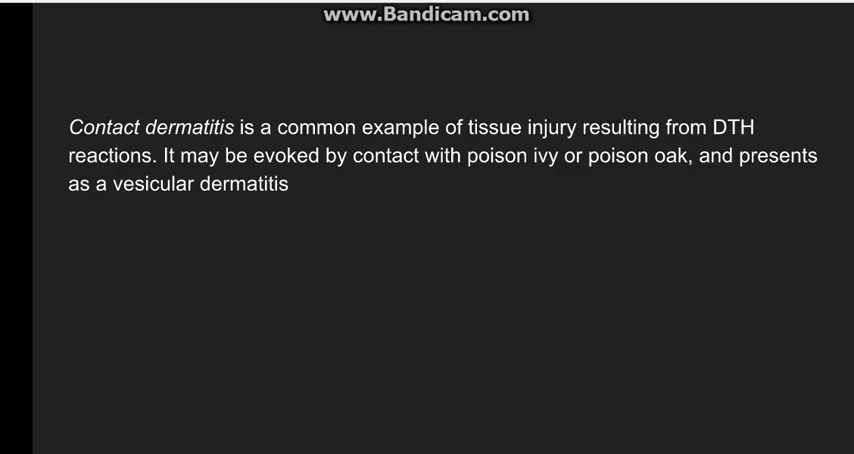 www.Bandicam.com
Contact dermatitis is a common example of tissue injury resulting from DTH
reactions. It may be evoked by contact with poison ivy or poison oak, and presents
as a vesicular dermatitis